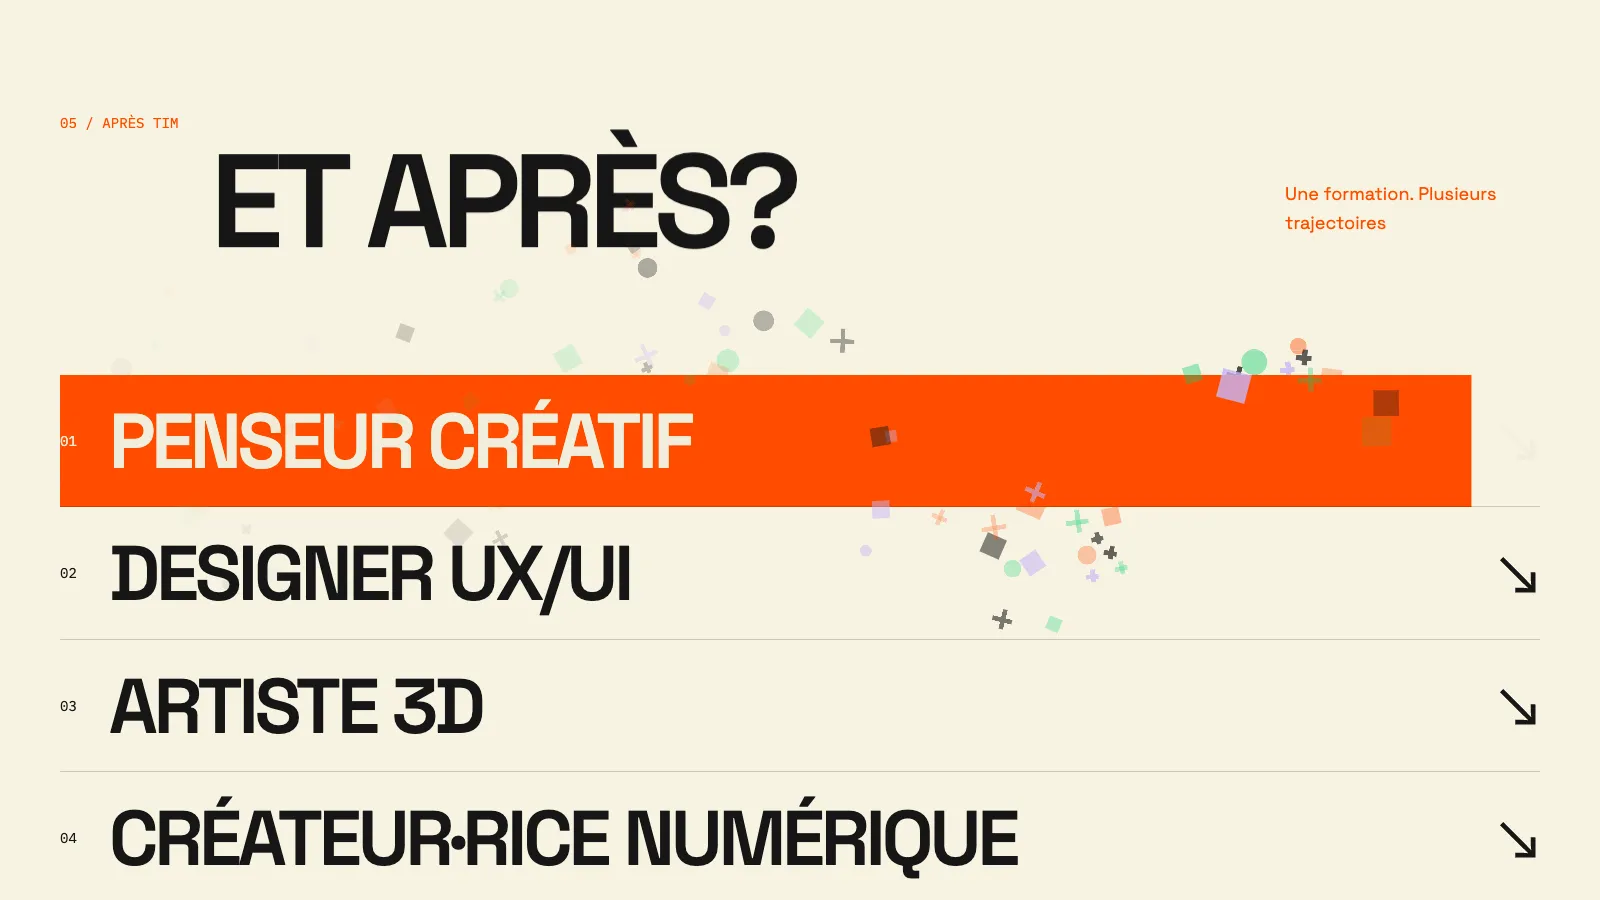 05 / APRÈS TIM
ET APRÈS?
Une formation. Plusieurs
trajectoires
01 PENSEUR CRÉATIF
02 DESIGNER UX/UI
03 ARTISTE 3D
04 CRÉATEUR•RICE NUMÉRIQUE